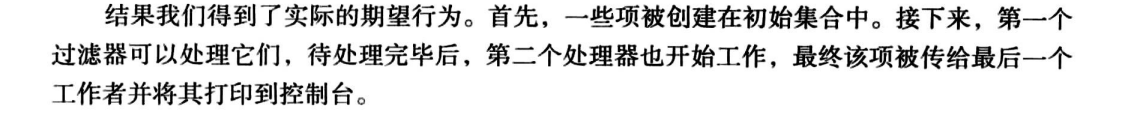 结果我们得到了实际的期望行为。首先，一些项被创建在初始集合中。接下来，第一个
过滤器可以处理它们，待处理完毕后，第二个处理器也开始工作，最终该项被传给最后一个
工作者并将其打印到控制台。